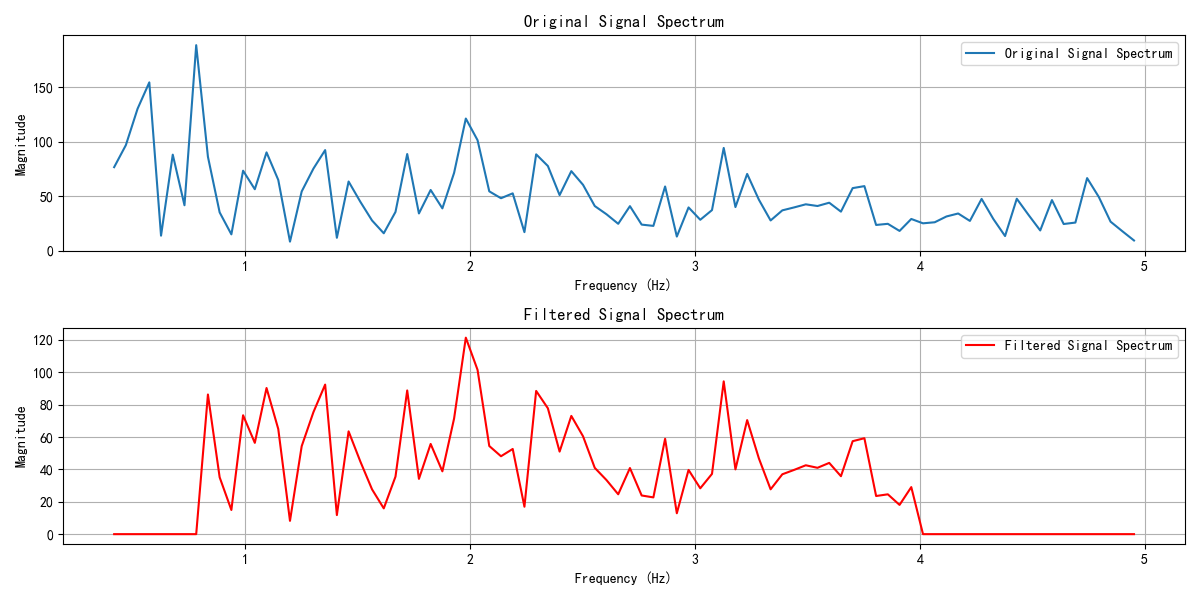 Original Signal Spectrum
Magnitude
150
100
50
0
Original Signal Spectrum
1 2 3 4 5
Frequency (Hz)
Filtered Signal Spectrum
Magnitude
120
100
80
60
40
20
0
Filtered Signal Spectrum
1 2 3 4 5
Frequency (Hz)